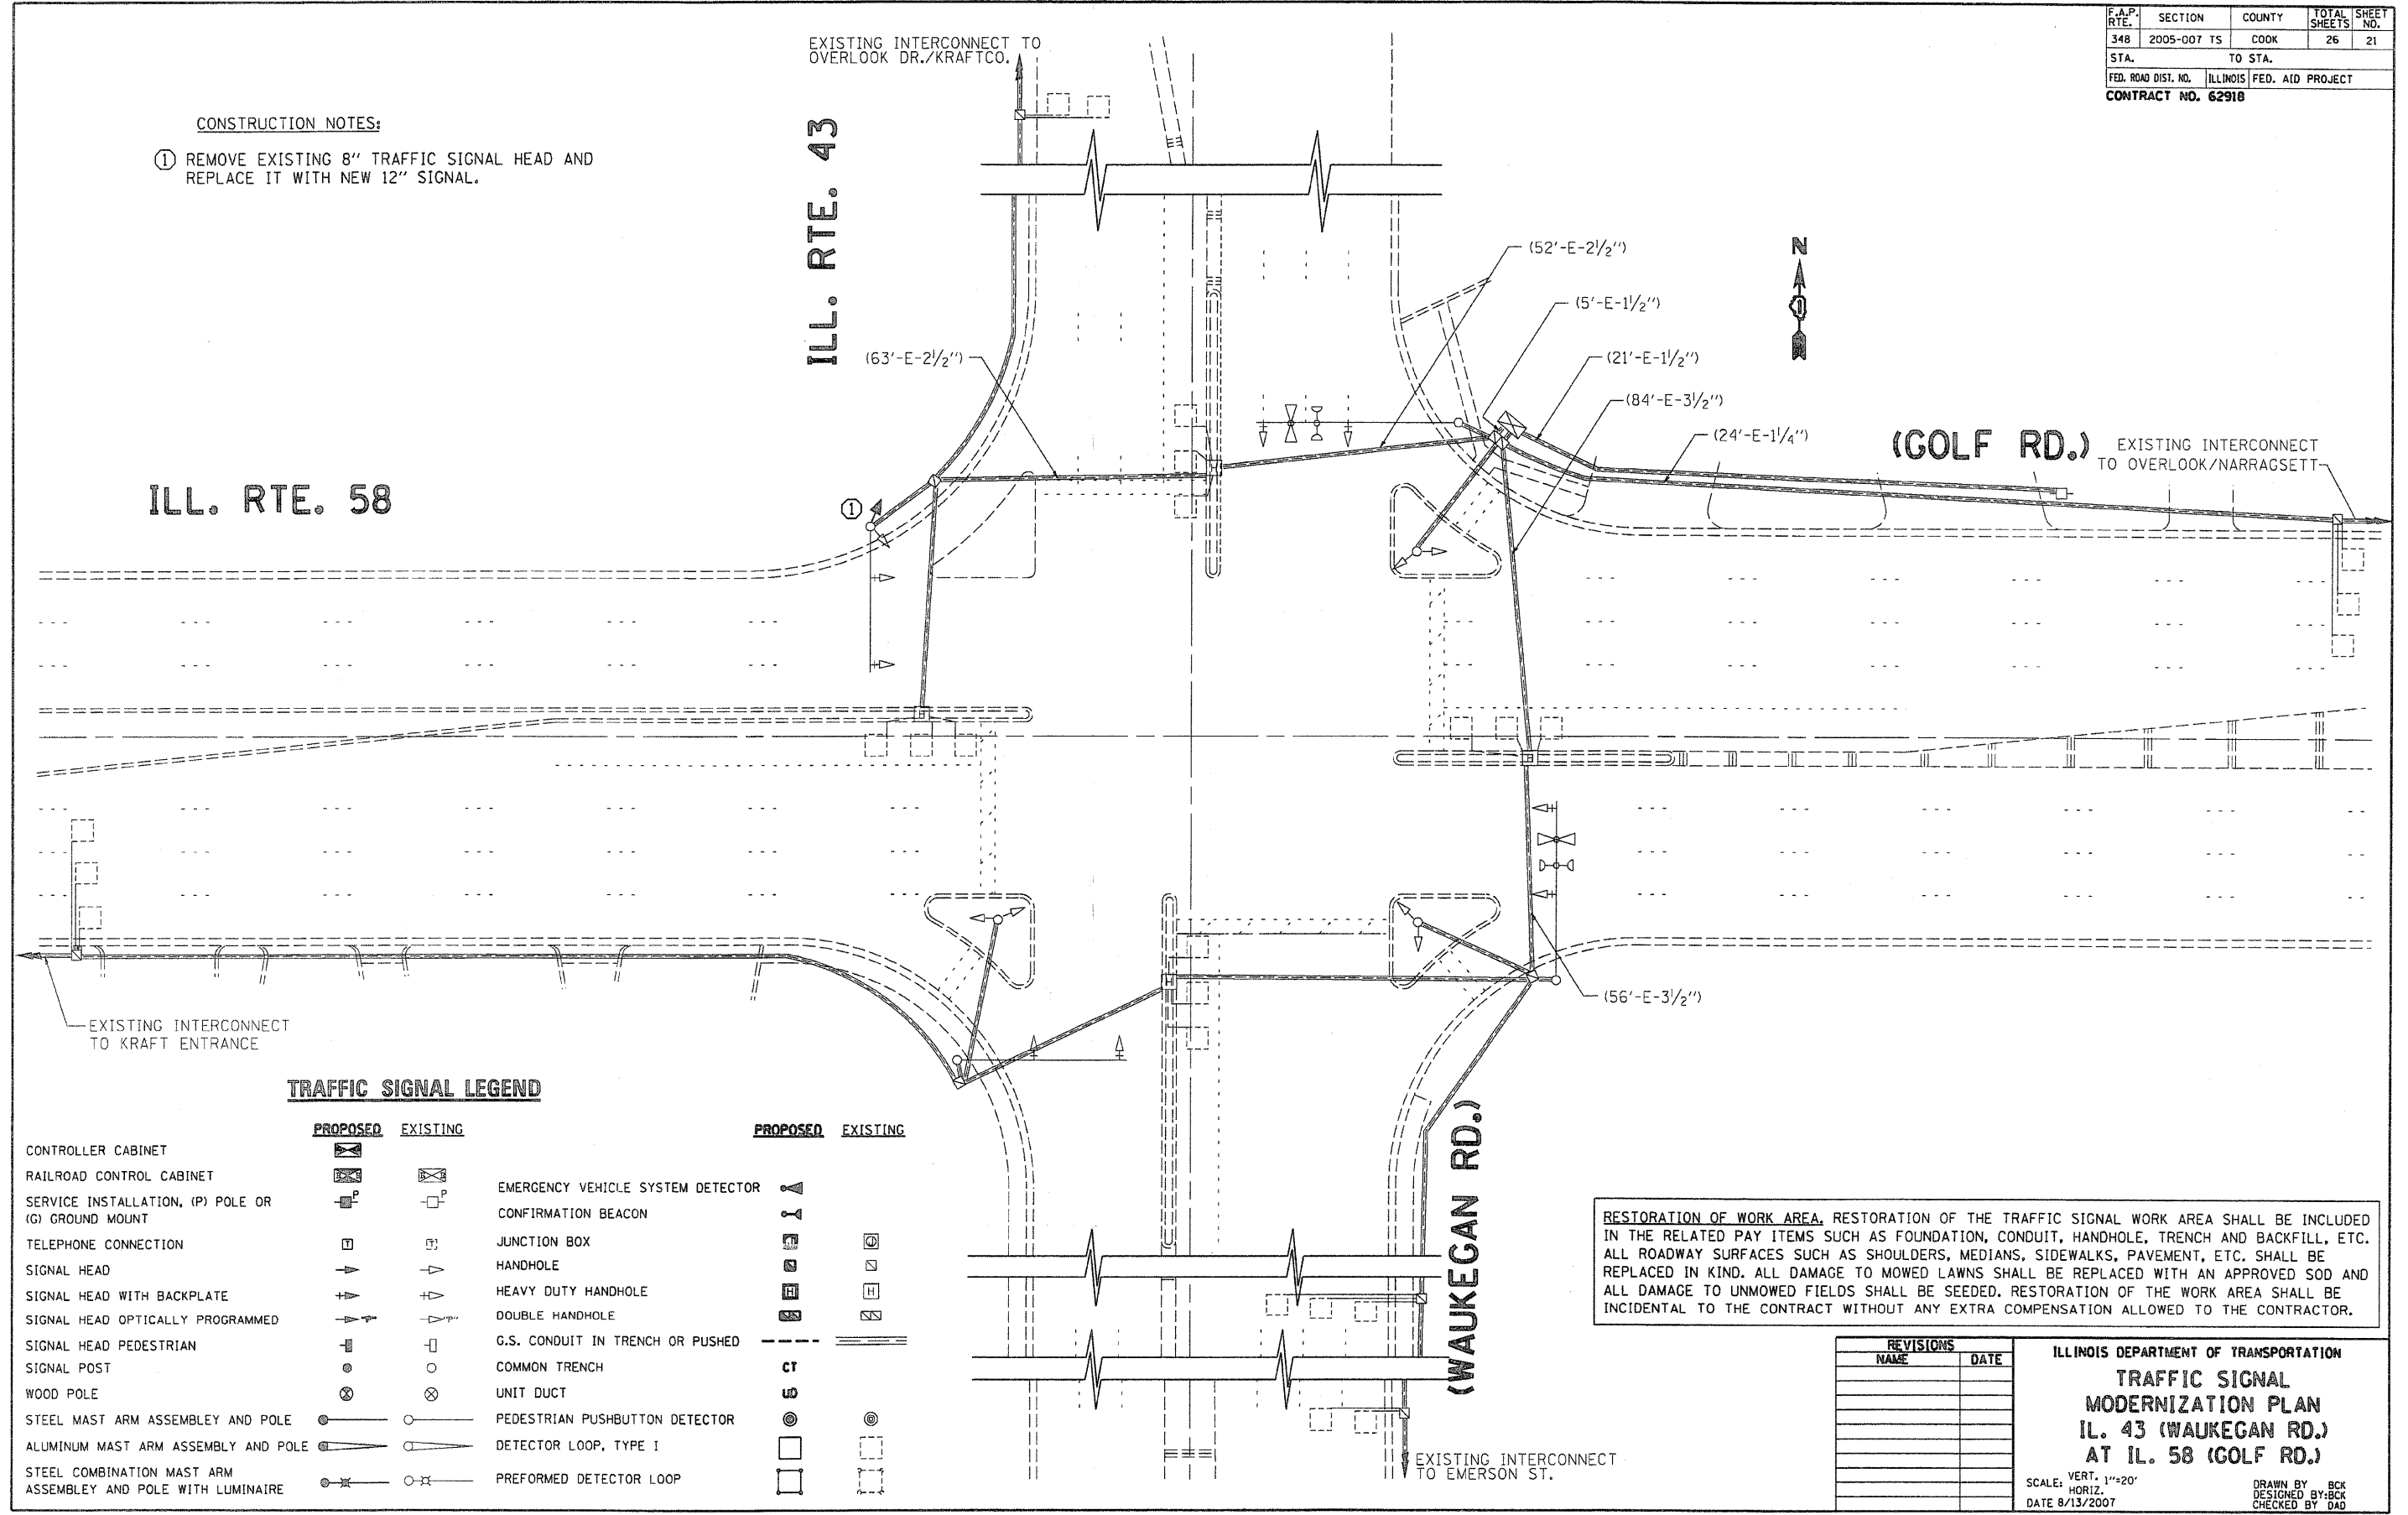 F.A.P. RTE. SECTION COUNTY TOTAL SHEETS SHEET NO.
348 2005-007 TS COOK 26 21
STA. TO STA.
FED. ROAD DIST. NO. ILLINOIS FED. AID PROJECT
CONTRACT NO. 62918
EXISTING INTERCONNECT TO
OVERLOOK DR./KRAFTCO.
CONSTRUCTION NOTES:
1 REMOVE EXISTING 8" TRAFFIC SIGNAL HEAD AND
REPLACE IT WITH NEW 12" SIGNAL.
ILL. RTE. 43
N
(52'-E-2 1/2")
(5'-E-1 1/2")
(63'-E-2 1/2")
(21'-E-1 1/2")
(84'-E-3 1/2")
(24'-E-1 1/4")
(GOLF RD.)
EXISTING INTERCONNECT
TO OVERLOOK/NARRAGSETT
ILL. RTE. 58
1
(56'-E-3 1/2")
EXISTING INTERCONNECT
TO KRAFT ENTRANCE
(WAUKEGAN RD.)
EXISTING INTERCONNECT
TO EMERSON ST.
TRAFFIC SIGNAL LEGEND
PROPOSED EXISTING
CONTROLLER CABINET
RAILROAD CONTROL CABINET
SERVICE INSTALLATION, (P) POLE OR P P
(G) GROUND MOUNT
TELEPHONE CONNECTION T T
SIGNAL HEAD
SIGNAL HEAD WITH BACKPLATE
SIGNAL HEAD OPTICALLY PROGRAMMED "P" "P"
SIGNAL HEAD PEDESTRIAN
SIGNAL POST
WOOD POLE
STEEL MAST ARM ASSEMBLEY AND POLE
ALUMINUM MAST ARM ASSEMBLY AND POLE
STEEL COMBINATION MAST ARM
ASSEMBLEY AND POLE WITH LUMINAIRE
PROPOSED EXISTING
EMERGENCY VEHICLE SYSTEM DETECTOR
CONFIRMATION BEACON
JUNCTION BOX
HANDHOLE
HEAVY DUTY HANDHOLE H H
DOUBLE HANDHOLE
G.S. CONDUIT IN TRENCH OR PUSHED
COMMON TRENCH CT
UNIT DUCT UD
PEDESTRIAN PUSHBUTTON DETECTOR
DETECTOR LOOP, TYPE I
PREFORMED DETECTOR LOOP
RESTORATION OF WORK AREA. RESTORATION OF THE TRAFFIC SIGNAL WORK AREA SHALL BE INCLUDED
IN THE RELATED PAY ITEMS SUCH AS FOUNDATION, CONDUIT, HANDHOLE, TRENCH AND BACKFILL, ETC.
ALL ROADWAY SURFACES SUCH AS SHOULDERS, MEDIANS, SIDEWALKS, PAVEMENT, ETC. SHALL BE
REPLACED IN KIND. ALL DAMAGE TO MOWED LAWNS SHALL BE REPLACED WITH AN APPROVED SOD AND
ALL DAMAGE TO UNMOWED FIELDS SHALL BE SEEDED. RESTORATION OF THE WORK AREA SHALL BE
INCIDENTAL TO THE CONTRACT WITHOUT ANY EXTRA COMPENSATION ALLOWED TO THE CONTRACTOR.
REVISIONS
NAME DATE
ILLINOIS DEPARTMENT OF TRANSPORTATION
TRAFFIC SIGNAL
MODERNIZATION PLAN
IL. 43 (WAUKEGAN RD.)
AT IL. 58 (GOLF RD.)
SCALE: VERT. HORIZ. 1"=20'
DATE 8/13/2007
DRAWN BY BCK
DESIGNED BY:BCK
CHECKED BY DAD